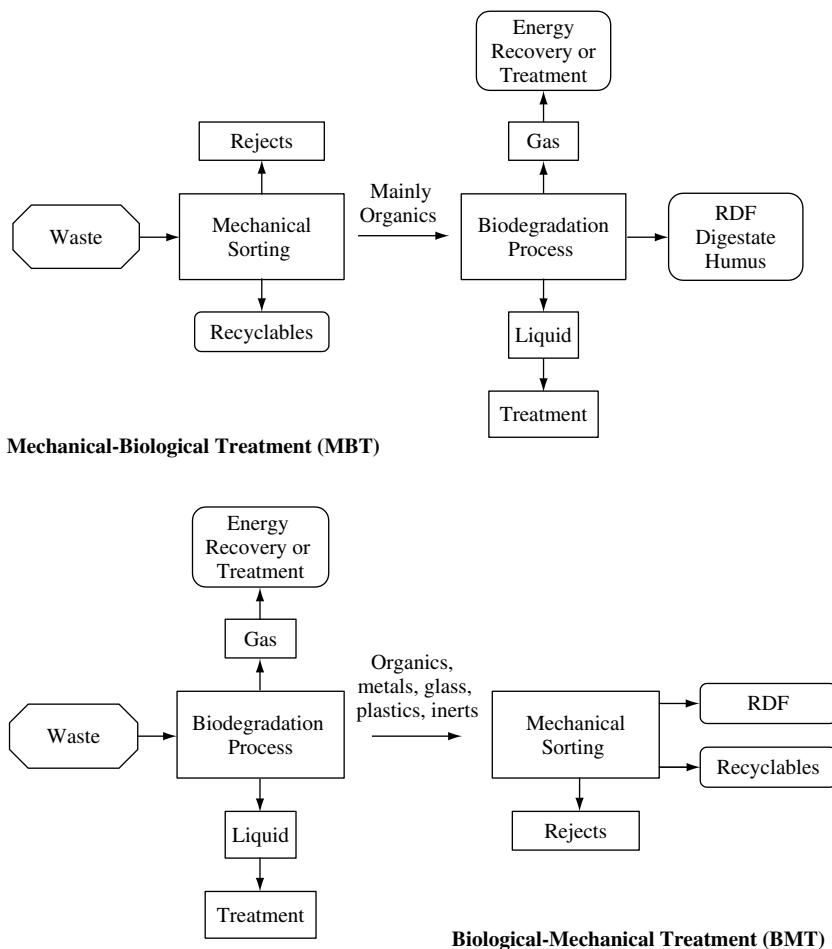 Energy
Recovery or
Treatment
Rejects
Gas
Waste
Mechanical
Sorting
Mainly
Organics
Biodegradation
Process
RDF
Digestate
Humus
Recyclables
Liquid
Treatment
Mechanical-Biological Treatment (MBT)
Energy
Recovery or
Treatment
Gas
Waste
Biodegradation
Process
Organics,
metals, glass,
plastics, inerts
Mechanical
Sorting
RDF
Recyclables
Liquid
Rejects
Treatment
Biological-Mechanical Treatment (BMT)